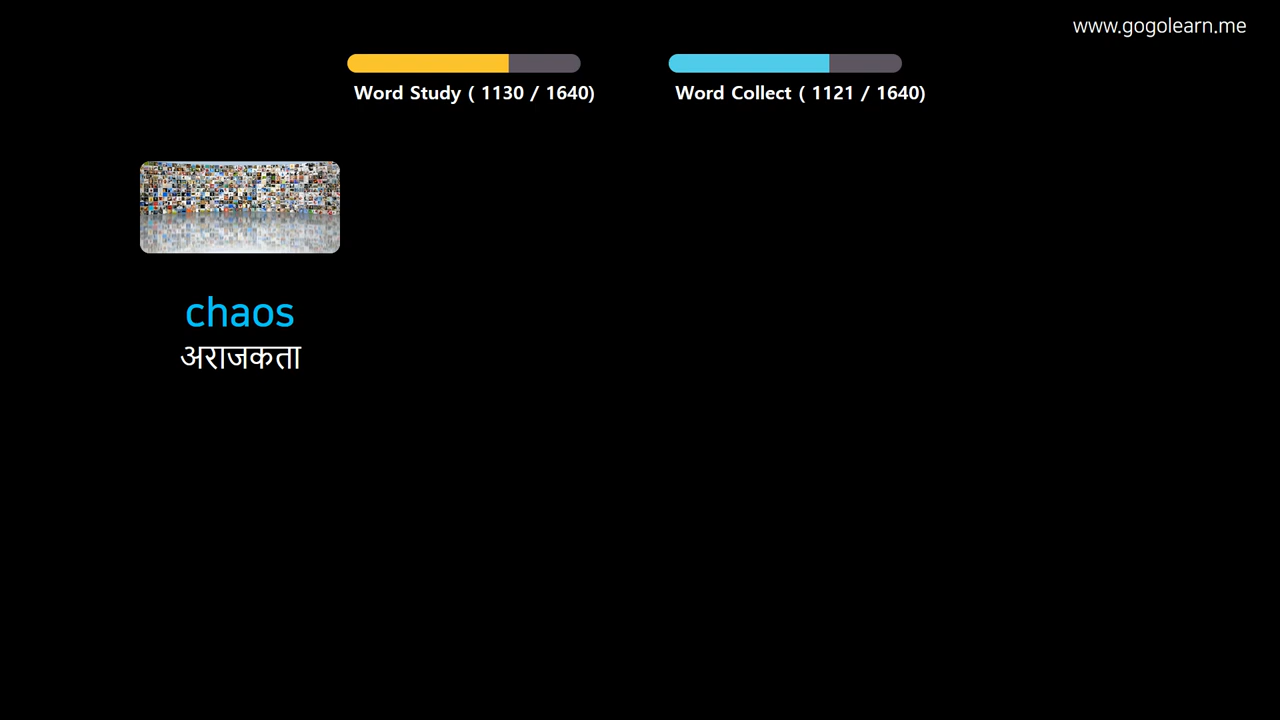 www.gogolearn.me
Word Study ( 1130 / 1640)
Word Collect ( 1121 / 1640)
chaos
अराजकता